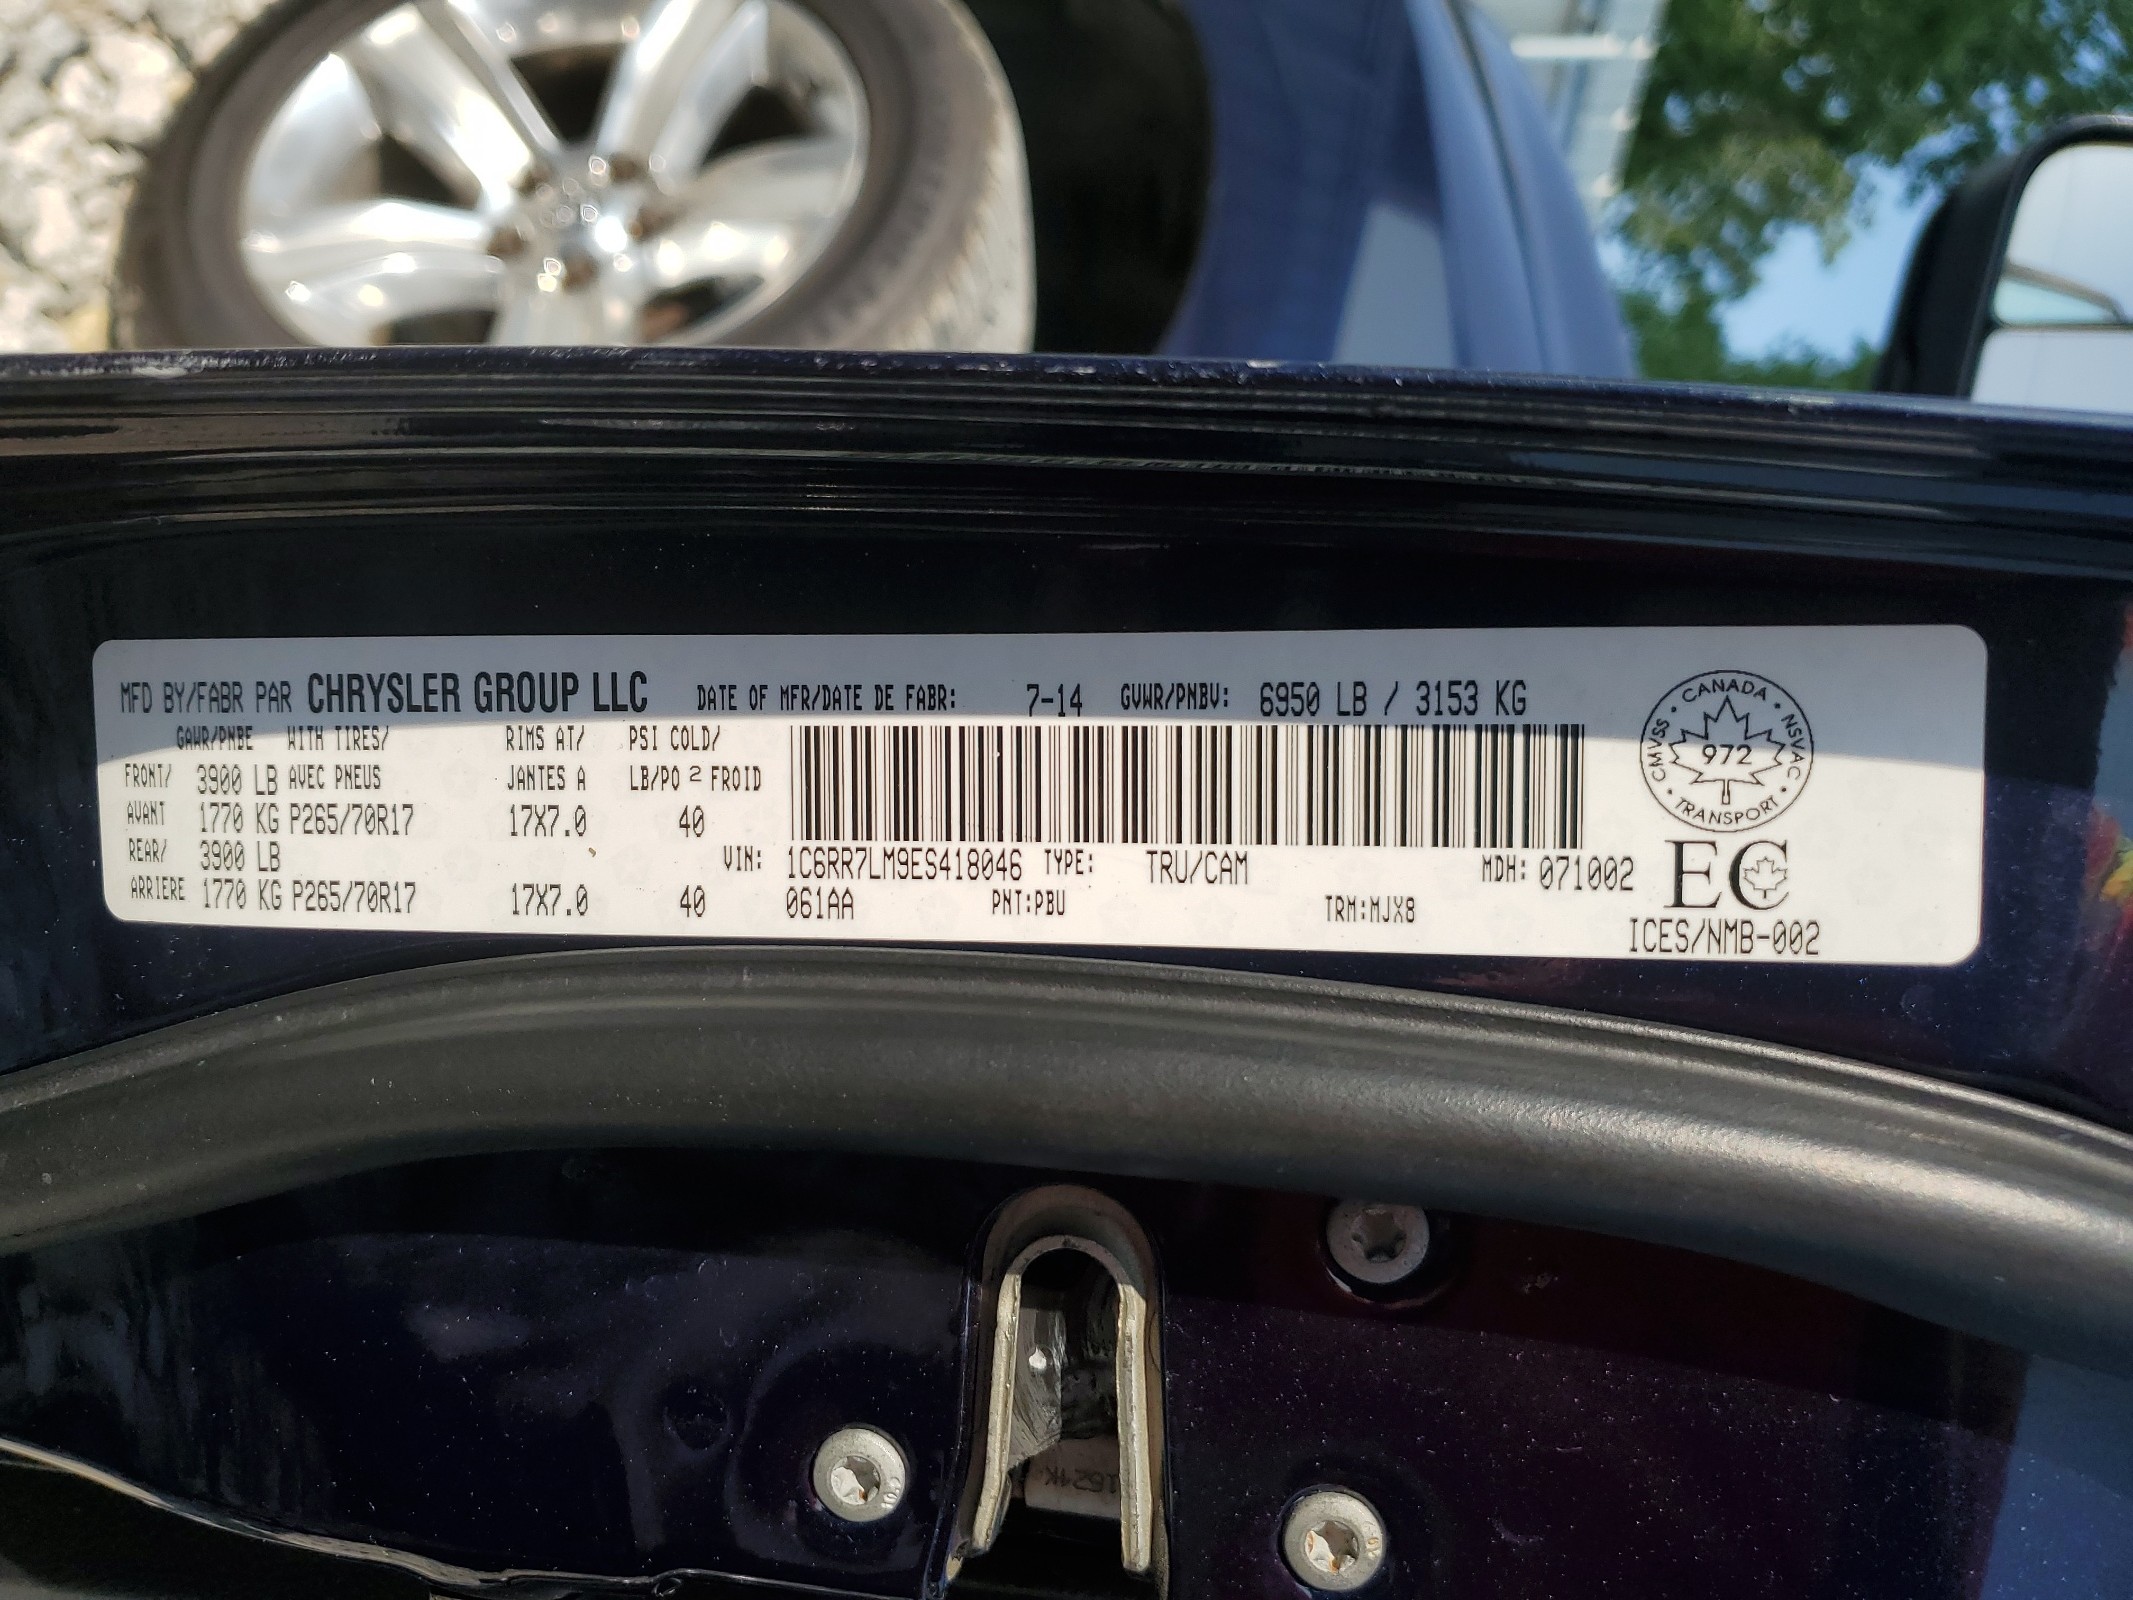 MFD BY/FABR PAR CHRYSLER GROUP LLC DATE OF MFR/DATE DE FABR: 7-14 GVWR/PNBV: 6950 LB / 3153 KG
GAWR/PNBE WITH TIRES/ RIMS AT/ PSI COLD/
FRONT/ 3900 LB AVEC PNEUS JANTES A LB/PO 2 FROID
AVANT 1770 KG P265/70R17 17X7.0 40
REAR/ 3900 LB
VIN: 1C6RR7LM9ES418046 TYPE: TRU/CAM MDH: 071002
ARRIERE 1770 KG P265/70R17 17X7.0 40
061AA PNT:PBU TRM:MJX8
CANADA
CMVSS 972 NSVAC
TRANSPORT
EC
ICES/NMB-002